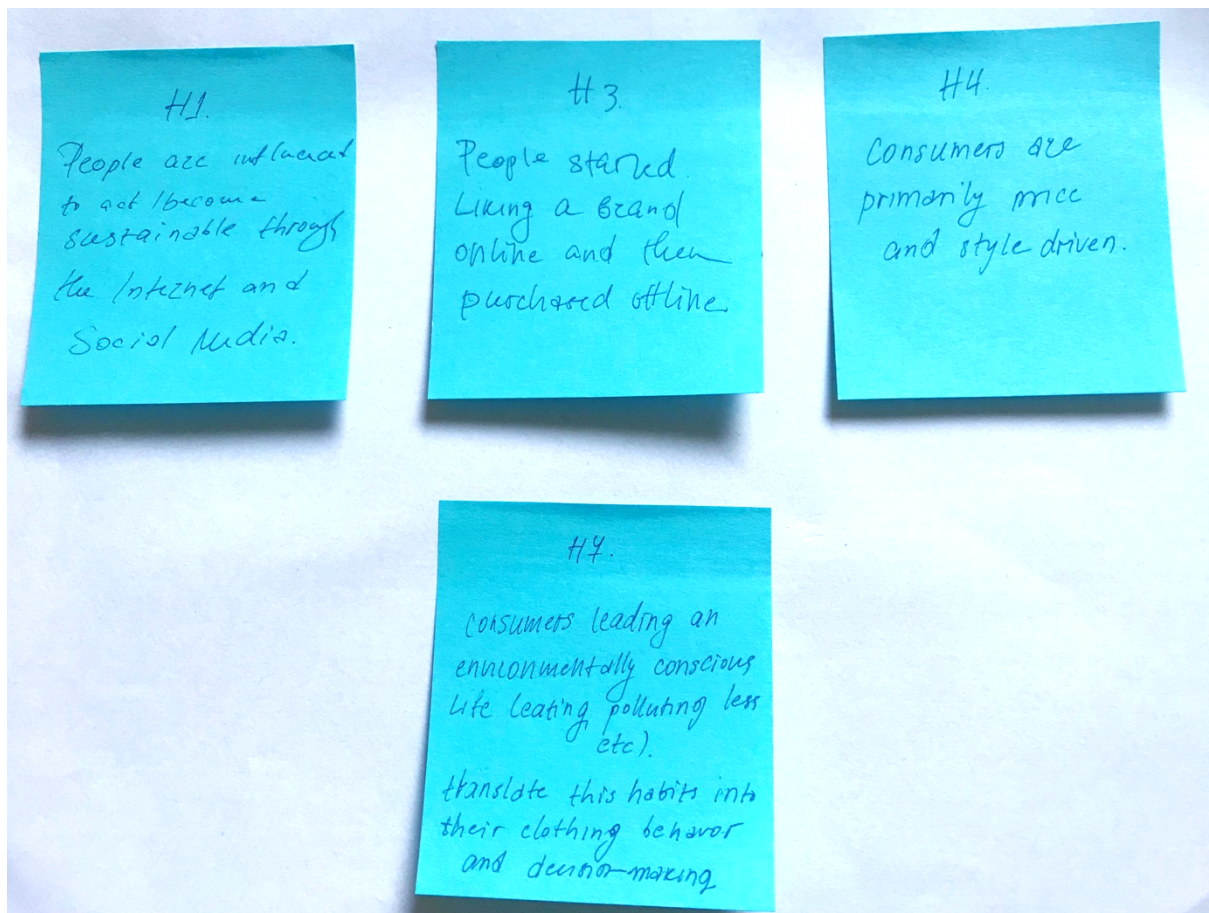 H1.
People are influenced
to act/become
sustainable through
the Internet and
Social Media.
H3.
People started
liking a brand
online and then
purchased offline
H4.
Consumers are
primarily price
and style driven.
H7.
consumers leading an
environmentally conscious
life (eating, polluting less
etc).
translate this habits into
their clothing behavor
and decision-making